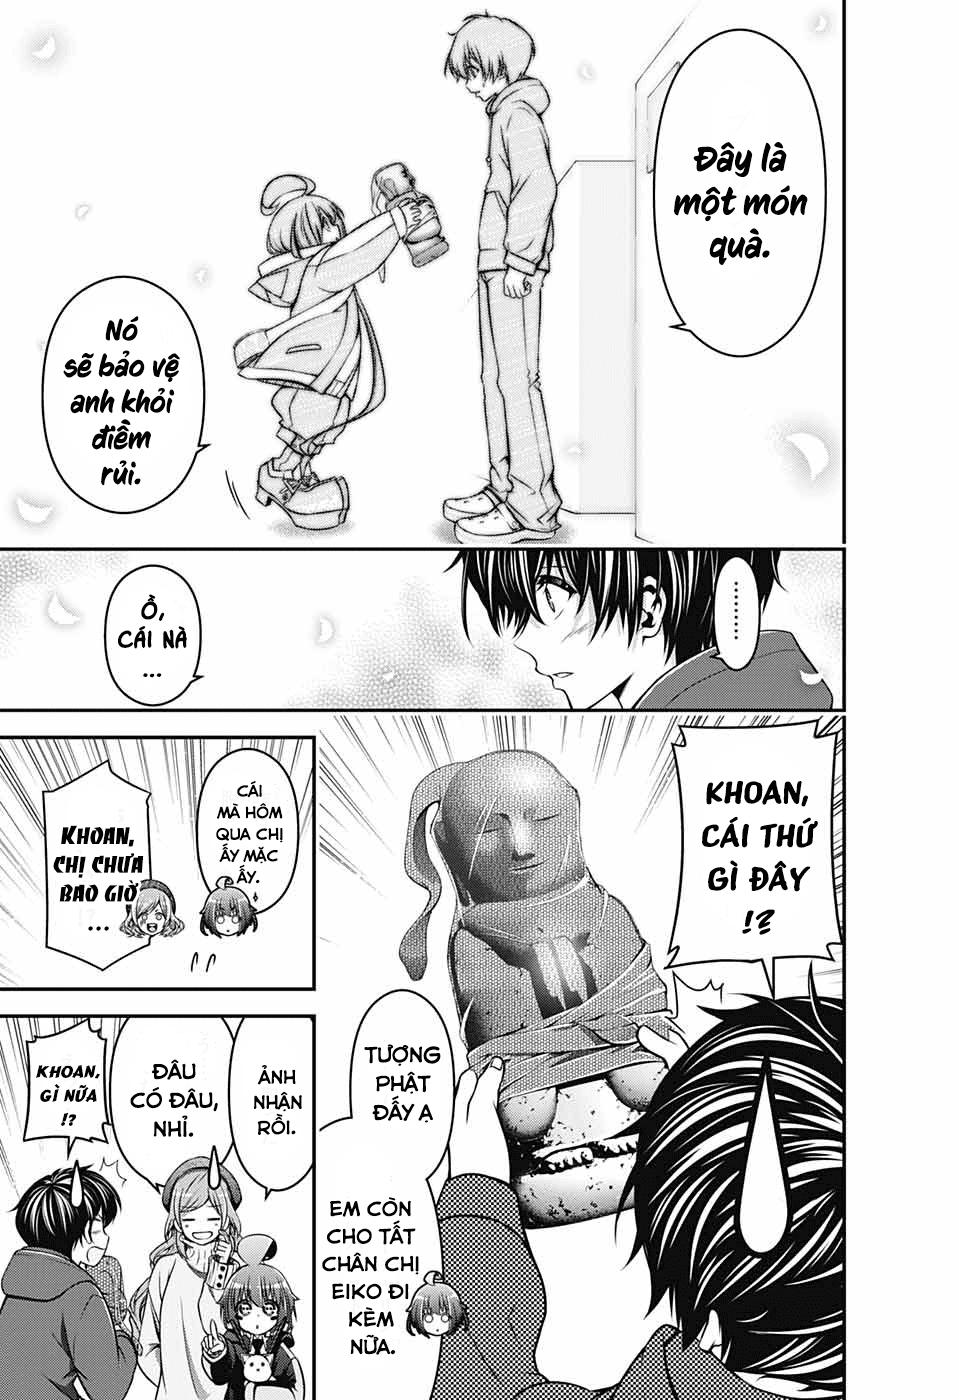 Đây là
một món
quà.
Nó
sẽ bảo vệ
anh khỏi
điềm
rủi.
.........
Ồ,
CÁI NÀ
...
KHOAN,
CÁI THỨ
GÌ ĐÂY
!?
TƯỢNG
PHẬT
ĐẤY Ạ
EM CÒN
CHO TẤT
CHÂN CHỊ
EIKO ĐI
KÈM
NỮA.
CÁI
MÀ HÔM
QUA CHỊ
ẤY MẶC
ẤY.
KHOAN,
CHỊ CHƯA
BAO GIỜ
...
ẢNH
NHẬN
RỒI.
ĐÂU
CÓ ĐÂU,
NHỈ.
KHOAN,
GÌ NỮA
!?